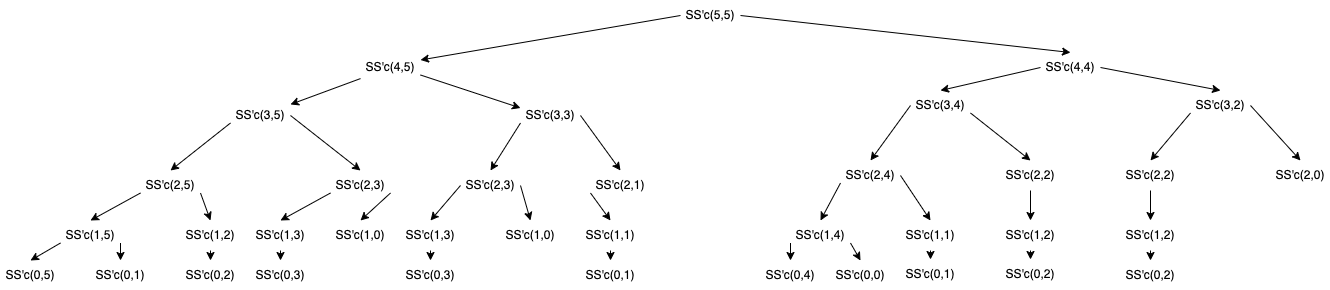 SS'c(5,5)
SS'c(4,5) SS'c(4,4)
SS'c(3,5) SS'c(3,3) SS'c(3,4) SS'c(3,2)
SS'c(2,5) SS'c(2,3) SS'c(2,3) SS'c(2,1) SS'c(2,4) SS'c(2,2) SS'c(2,2) SS'c(2,0)
SS'c(1,5) SS'c(1,2) SS'c(1,3) SS'c(1,0) SS'c(1,3) SS'c(1,0) SS'c(1,1) SS'c(1,4) SS'c(1,1) SS'c(1,2) SS'c(1,2)
SS'c(0,5) SS'c(0,1) SS'c(0,2) SS'c(0,3) SS'c(0,3) SS'c(0,1) SS'c(0,4) SS'c(0,0) SS'c(0,1) SS'c(0,2) SS'c(0,2)